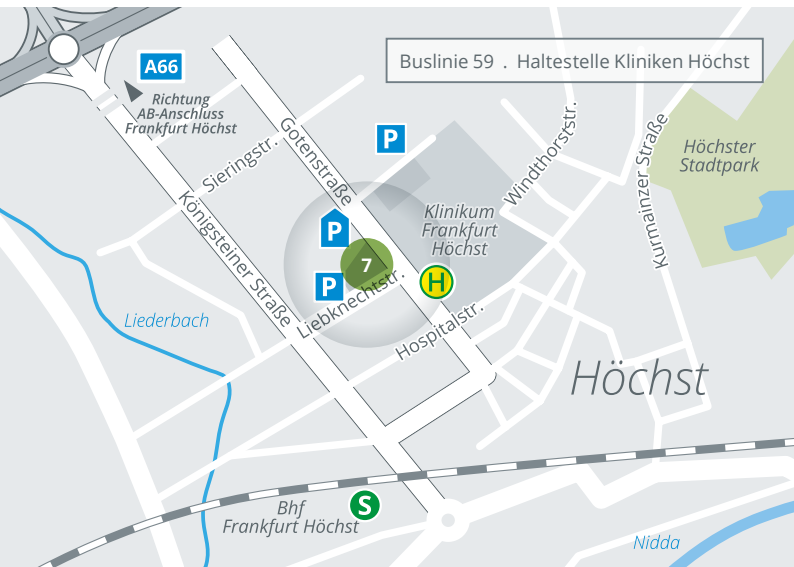 Buslinie 59 . Haltestelle Kliniken Höchst
A66
Richtung
AB-Anschluss
Frankfurt Höchst
P
Gotenstraße
Sieringstr.
Windthorststr.
Kurmainzer Straße
Höchster
Stadtpark
Königsteiner Straße
Klinikum
Frankfurt
Höchst
P
7
P
H
Liebknechtstr.
Liederbach
Hospitalstr.
Höchst
S
Bhf
Frankfurt Höchst
Nidda